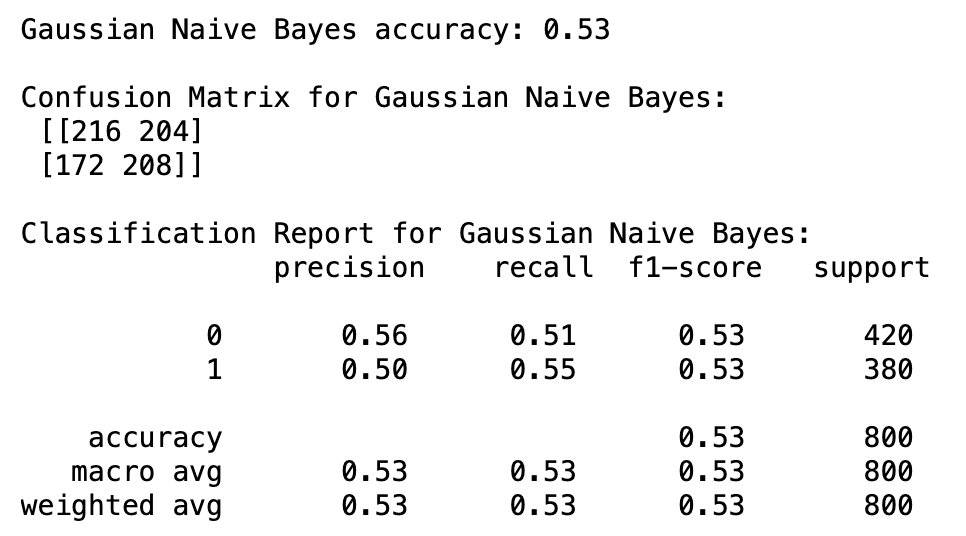 Gaussian Naive Bayes accuracy: 0.53
Confusion Matrix for Gaussian Naive Bayes:
[[216 204]
[172 208]]
Classification Report for Gaussian Naive Bayes:
precision recall f1-score support
0 0.56 0.51 0.53 420
1 0.50 0.55 0.53 380
accuracy 0.53 800
macro avg 0.53 0.53 0.53 800
weighted avg 0.53 0.53 0.53 800